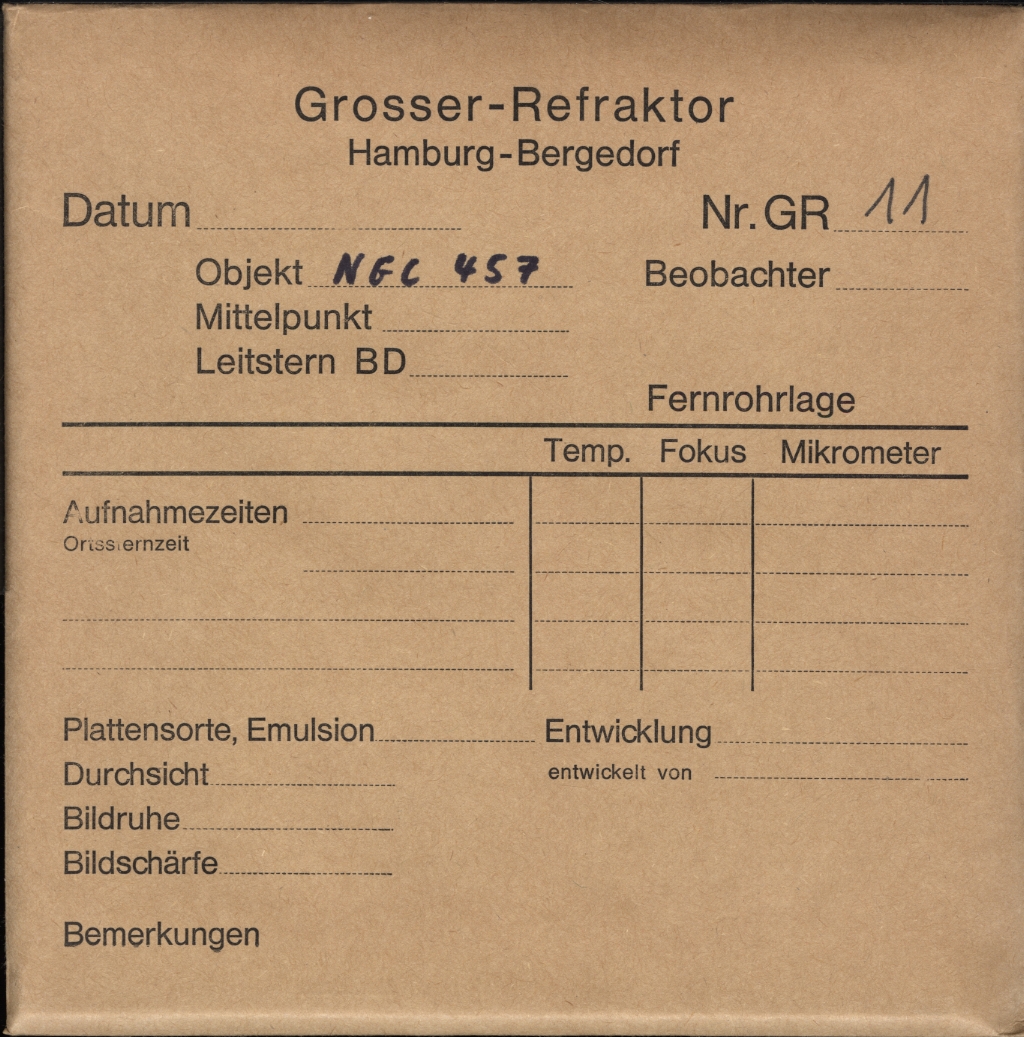 Grosser-Refraktor
Hamburg-Bergedorf
Datum Nr. GR 11
Objekt NGC 457 Beobachter
Mittelpunkt
Leitstern BD
Fernrohrlage
Temp. Fokus Mikrometer
Aufnahmezeiten
Ortssternzeit
Plattensorte, Emulsion Entwicklung
Durchsicht entwickelt von
Bildruhe
Bildschärfe
Bemerkungen